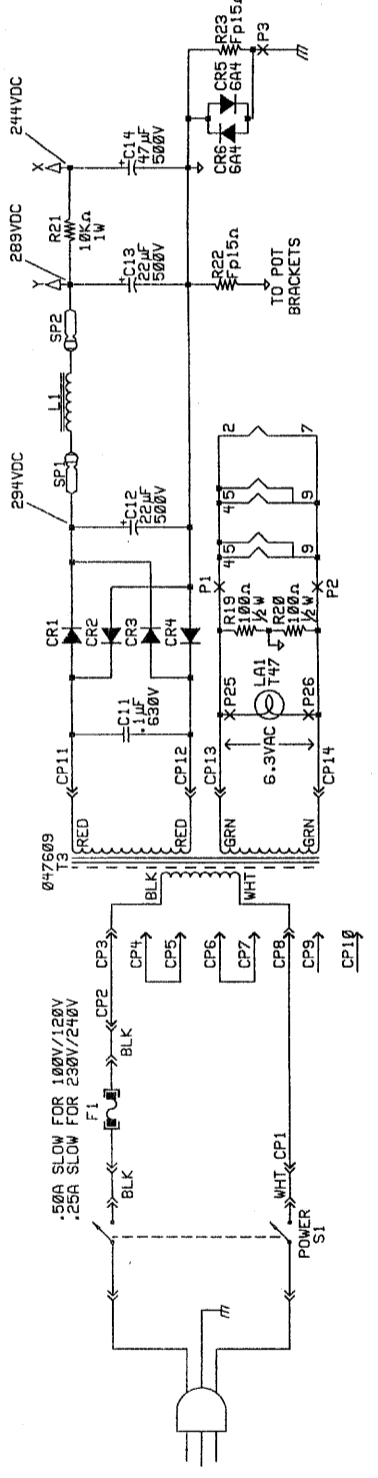 .50A SLOW FOR 100V/120V
.25A SLOW FOR 230V/240V
F1
BLK
BLK
CP2
CP3
CP4
CP5
CP6
CP7
CP8
CP9
CP10
WHT
CP1
POWER
S1
BLK
WHT
047609
T3
RED
RED
GRN
GRN
CP11
CP12
CP13
CP14
C11
.1µF
630V
CR1
CR2
CR3
CR4
294VDC
C12
22µF
500V
SP1
L1
SP2
289VDC
Y
C13
22µF
500V
R21
10KΩ
1W
244VDC
X
C14
47µF
500V
R22
Fp15Ω
TO POT
BRACKETS
CR6
6A4
CR5
6A4
R23
Fp15Ω
P3
6.3VAC
P25
P26
LA1
T47
R19
100Ω
½W
R20
100Ω
½W
P1
P2
4
5
9
4
5
9
2
7